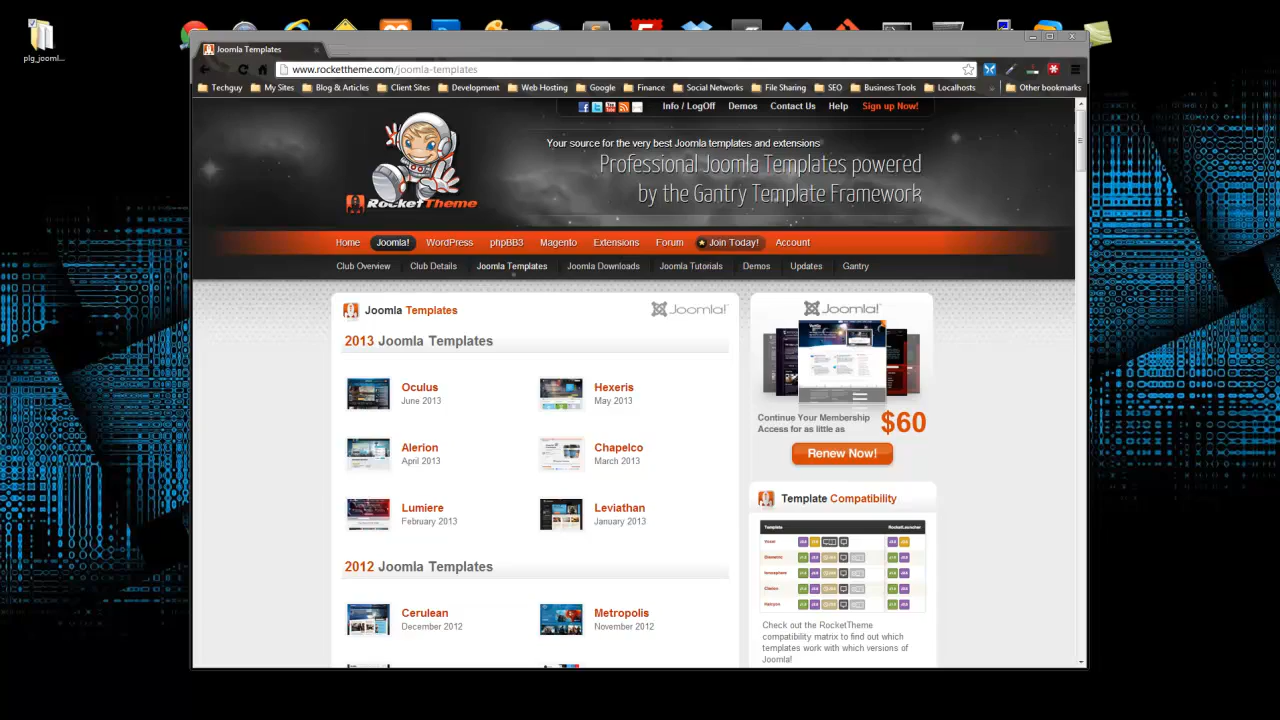 plg_jooml...
Joomla Templates
www.rockettheme.com/joomla-templates
Techguy My Sites Blog & Articles Client Sites Development Web Hosting Google Finance Social Networks File Sharing SEO Business Tools Localhosts » Other bookmarks
Info / LogOff Demos Contact Us Help Sign up Now!
Your source for the very best Joomla templates and extensions
Professional Joomla Templates powered
by the Gantry Template Framework
RocketTheme
Home Joomla! WordPress phpBB3 Magento Extensions Forum Join Today! Account
Club Overview Club Details Joomla Templates Joomla Downloads Joomla Tutorials Demos Updates Gantry
Joomla Templates
Joomla!
2013 Joomla Templates
Oculus
June 2013
Hexeris
May 2013
Alerion
April 2013
Chapelco
March 2013
Lumiere
February 2013
Leviathan
January 2013
2012 Joomla Templates
Cerulean
December 2012
Metropolis
November 2012
Joomla!
Continue Your Membership
Access for as little as
$60
Renew Now!
Template Compatibility
Template RocketLauncher
Check out the RocketTheme
compatibility matrix to find out which
templates work with which versions of
Joomla!